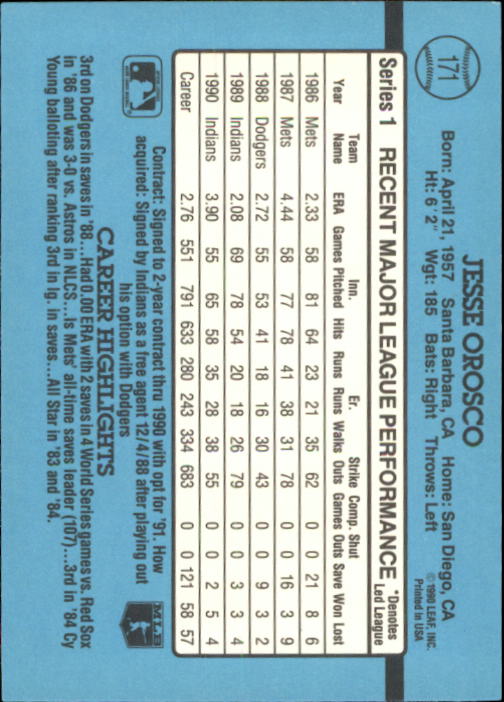 171
JESSE OROSCO
Born: April 21, 1957 Santa Barbara, CA Home: San Diego, CA
Ht: 6' 2" Wgt: 185 Bats: Right Throws: Left
© 1990 LEAF, INC.
Printed in USA
Series 1 RECENT MAJOR LEAGUE PERFORMANCE *Denotes Led League
Year Team Name ERA Games Inn. Pitched Hits Runs Er. Runs Walks Strike Outs Comp. Games Shut Outs Save Won Lost
1986 Mets 2.33 58 81 64 23 21 35 62 0 0 21 8 6
1987 Mets 4.44 58 77 78 41 38 31 78 0 0 16 3 9
1988 Dodgers 2.72 55 53 41 18 16 30 43 0 0 9 3 2
1989 Indians 2.08 69 78 54 20 18 26 79 0 0 3 3 4
1990 Indians 3.90 55 65 58 35 28 38 55 0 0 2 5 4
Career 2.76 551 791 633 280 243 334 683 0 0 121 58 57
Contract: Signed to 2-year contract thru 1990 with opt for '91. How
acquired: Signed by Indians as a free agent 12/4/88 after playing out
his option with Dodgers
MLB
CAREER HIGHLIGHTS
3rd on Dodgers in saves in '88...Had 0.00 ERA with 2 saves in 4 World Series games vs. Red Sox
in '86 and was 3-0 vs. Astros in NLCS...Is Mets' all-time saves leader (107)...3rd in '84 Cy
Young balloting after ranking 3rd in lg. in saves...All Star in '83 and '84.